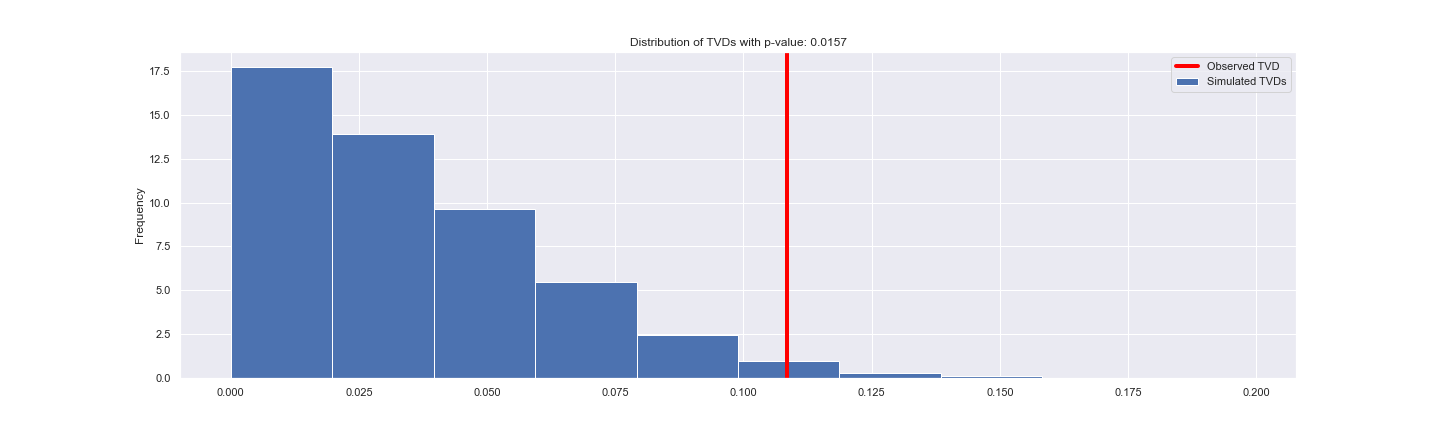 Distribution of TVDs with p-value: 0.0157
Observed TVD
Simulated TVDs
Frequency
17.5
15.0
12.5
10.0
7.5
5.0
2.5
0.0
0.000 0.025 0.050 0.075 0.100 0.125 0.150 0.175 0.200